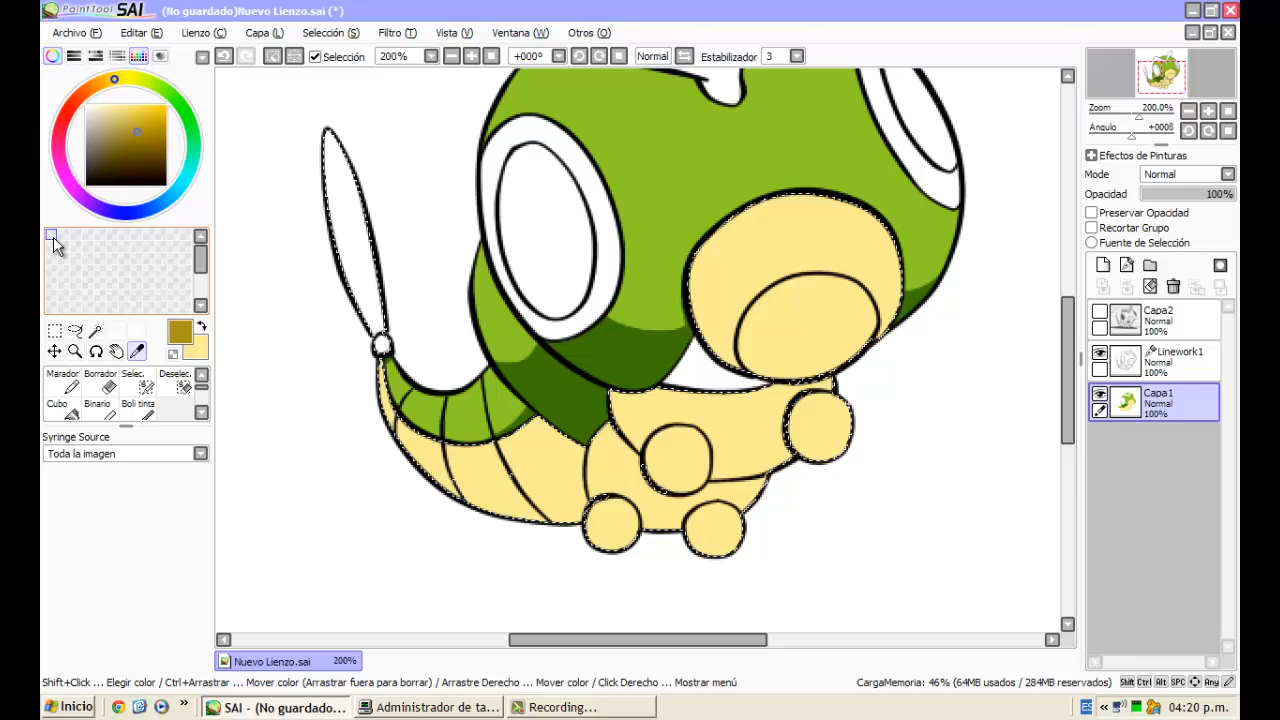 PaintTool SAI (No guardado)Nuevo Lienzo.sai (*)
Archivo (F) Editar (E) Lienzo (C) Capa (L) Selección (S) Filtro (T) Vista (V) Ventana (W) Otros (O)
Selección 200% +000º Normal Estabilizador 3
Zoom 200.0%
Ángulo +000º
Efectos de Pinturas
Mode Normal
Opacidad 100%
Preservar Opacidad
Recortar Grupo
Fuente de Selección
Capa2
Normal
100%
Linework1
Normal
100%
Capa1
Normal
100%
Marador Borrador Selec. Deselec.
Cubo Binario Boli tinta
Syringe Source
Toda la imagen
Nuevo Lienzo.sai 200%
Shift+Click ... Elegir color / Ctrl+Arrastrar ... Mover color (Arrastrar fuera para borrar) / Arrastre Derecho ... Mover color / Click Derecho ... Mostrar menú
CargaMemoria: 46% (64MB usados / 284MB reservados) Shift Ctrl Alt SPC Any
Inicio » SAI - (No guardado... Administrador de ta... Recording... ES « 04:20 p.m.